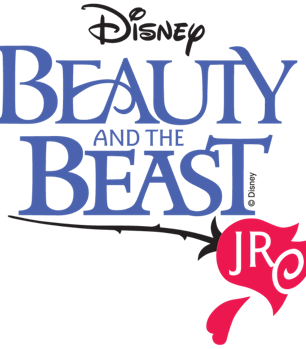 Disney
BEAUTY
AND THE
BEAST
© Disney
JR